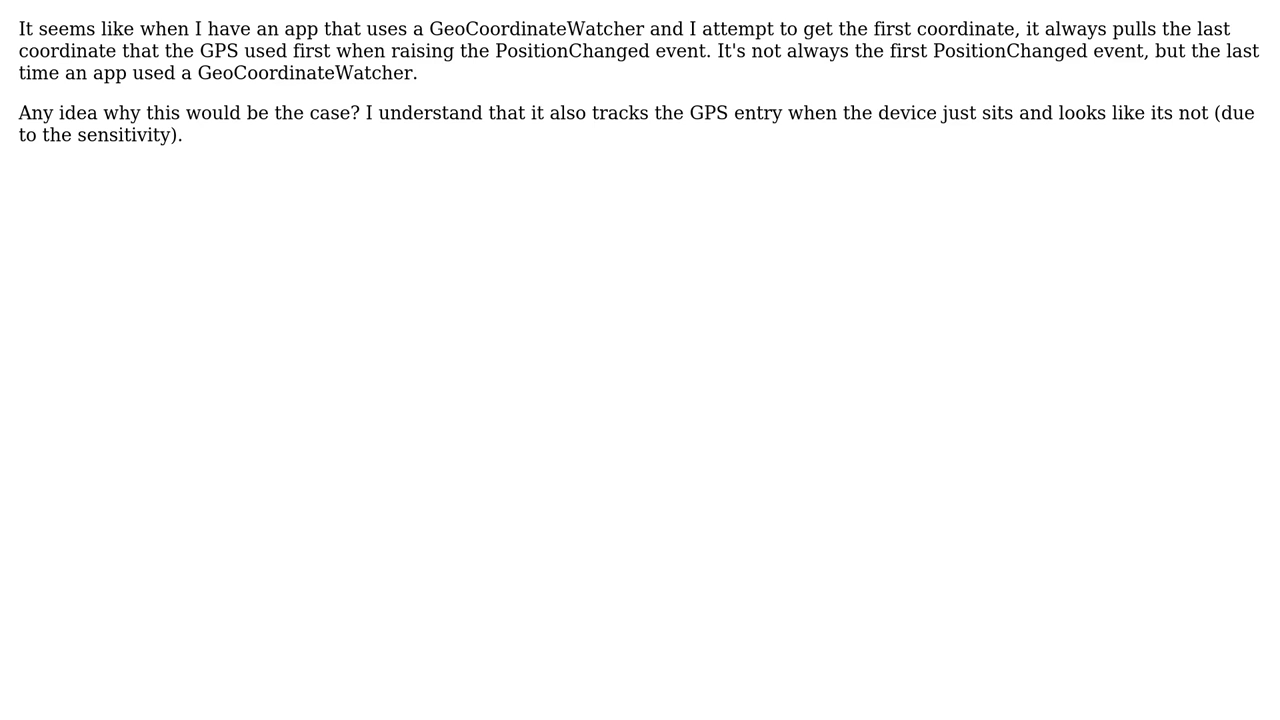 It seems like when I have an app that uses a GeoCoordinateWatcher and I attempt to get the first coordinate, it always pulls the last
coordinate that the GPS used first when raising the PositionChanged event. It's not always the first PositionChanged event, but the last
time an app used a GeoCoordinateWatcher.
Any idea why this would be the case? I understand that it also tracks the GPS entry when the device just sits and looks like its not (due
to the sensitivity).